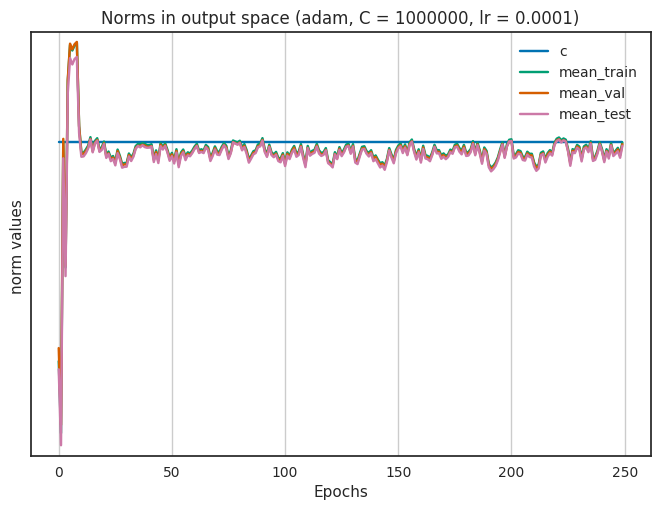 Norms in output space (adam, C = 1000000, lr = 0.0001)
norm values
c
mean_train
mean_val
mean_test
0 50 100 150 200 250
Epochs